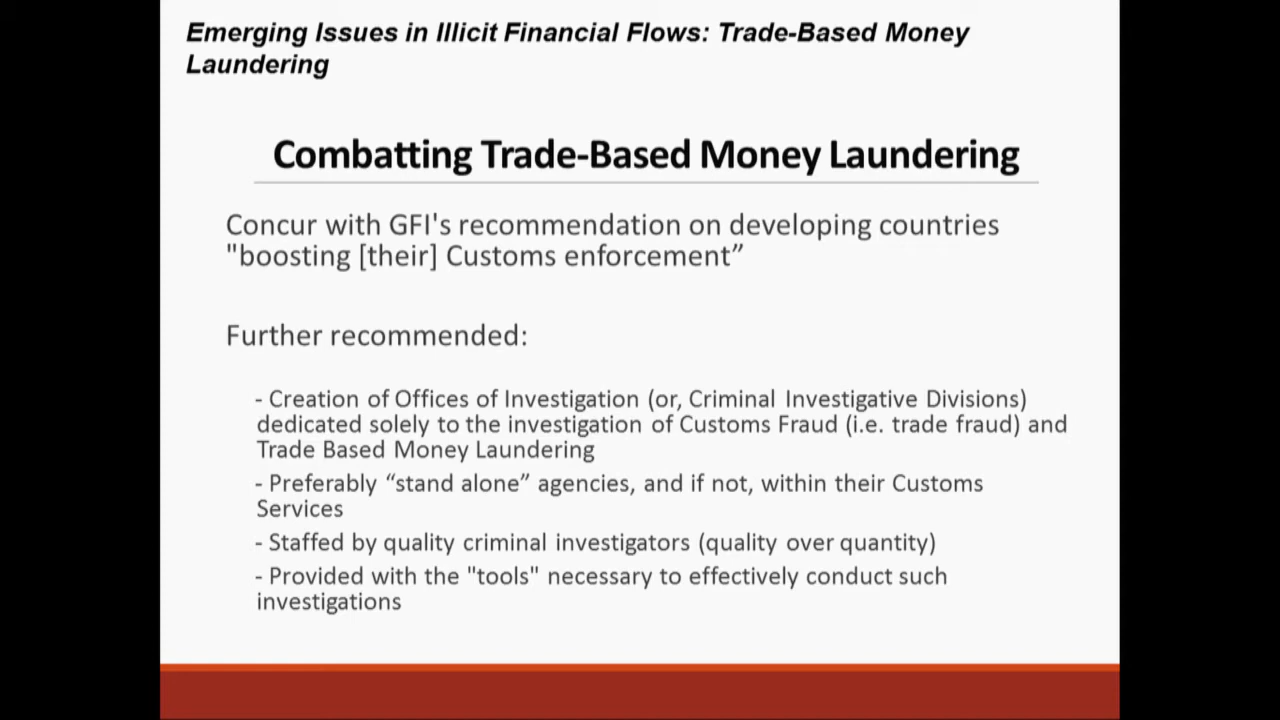 Emerging Issues in Illicit Financial Flows: Trade-Based Money
Laundering
Combatting Trade-Based Money Laundering
Concur with GFI's recommendation on developing countries
"boosting [their] Customs enforcement”
Further recommended:
- Creation of Offices of Investigation (or, Criminal Investigative Divisions)
dedicated solely to the investigation of Customs Fraud (i.e. trade fraud) and
Trade Based Money Laundering
- Preferably “stand alone” agencies, and if not, within their Customs
Services
- Staffed by quality criminal investigators (quality over quantity)
- Provided with the "tools" necessary to effectively conduct such
investigations